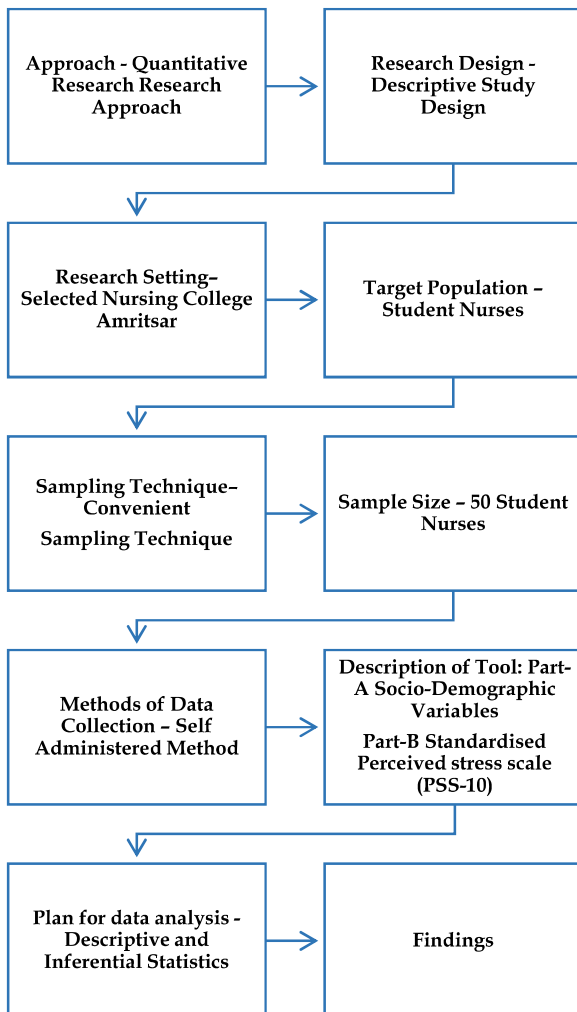 Approach - Quantitative
Research Research
Approach
Research Design -
Descriptive Study
Design
Research Setting–
Selected Nursing College
Amritsar
Target Population –
Student Nurses
Sampling Technique–
Convenient
Sampling Technique
Sample Size – 50 Student
Nurses
Methods of Data
Collection – Self
Administered Method
Description of Tool: Part-
A Socio-Demographic
Variables
Part-B Standardised
Perceived stress scale
(PSS-10)
Plan for data analysis -
Descriptive and
Inferential Statistics
Findings